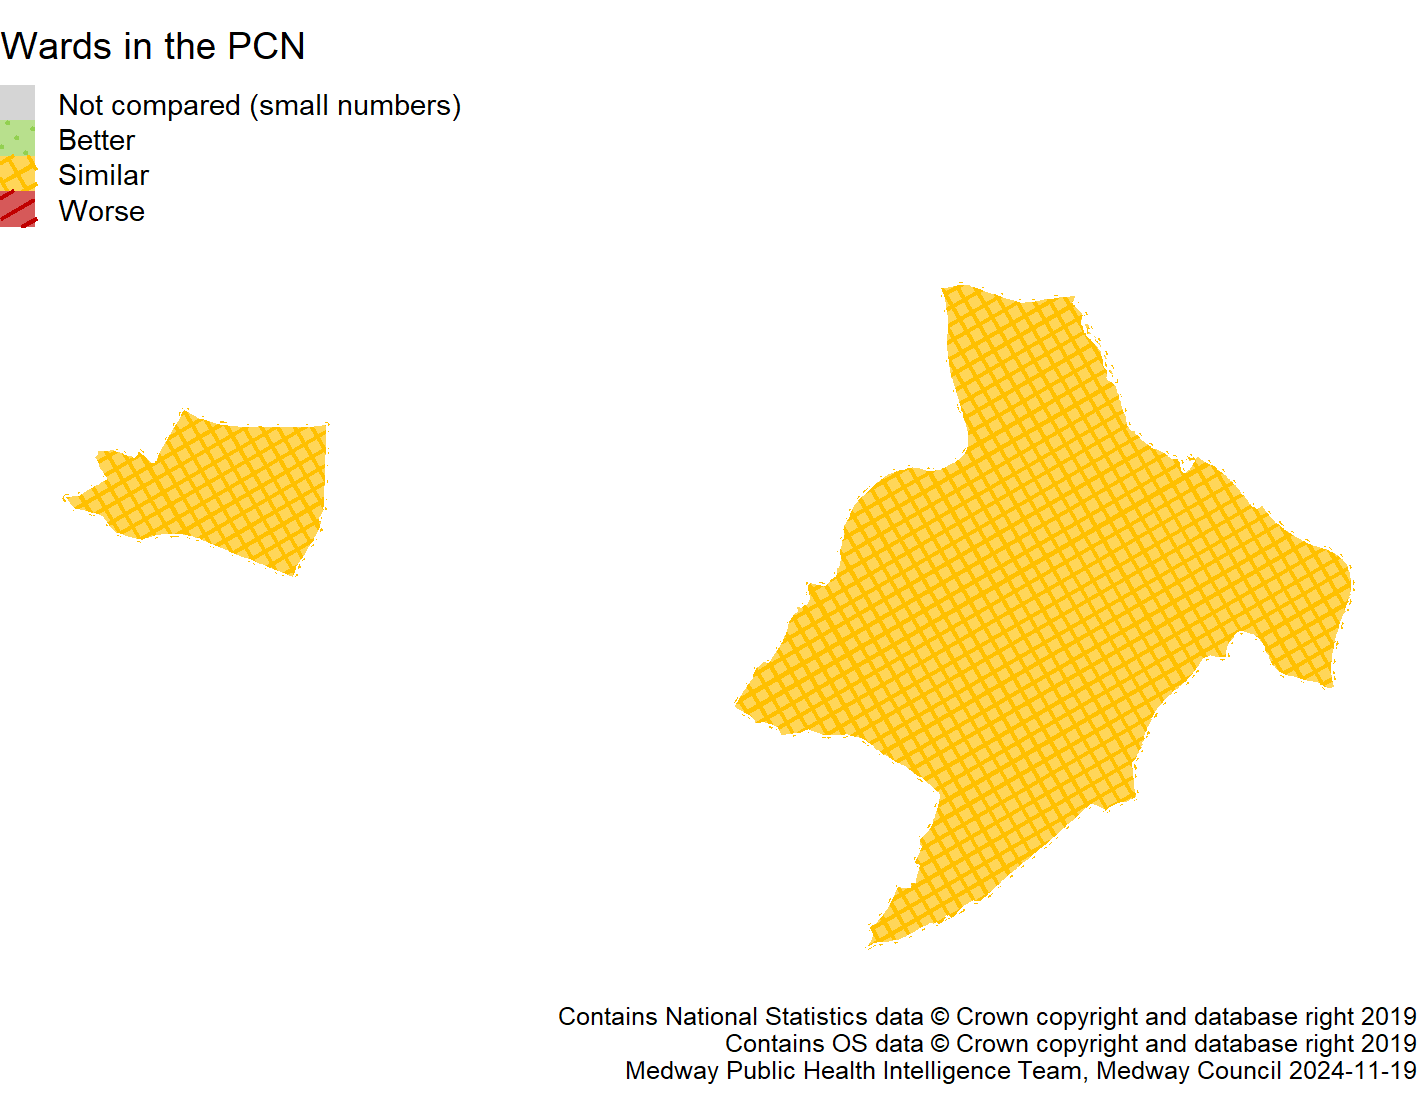 Wards in the PCN
Not compared (small numbers)
Better
Similar
Worse
Contains National Statistics data © Crown copyright and database right 2019
Contains OS data © Crown copyright and database right 2019
Medway Public Health Intelligence Team, Medway Council 2024-11-19